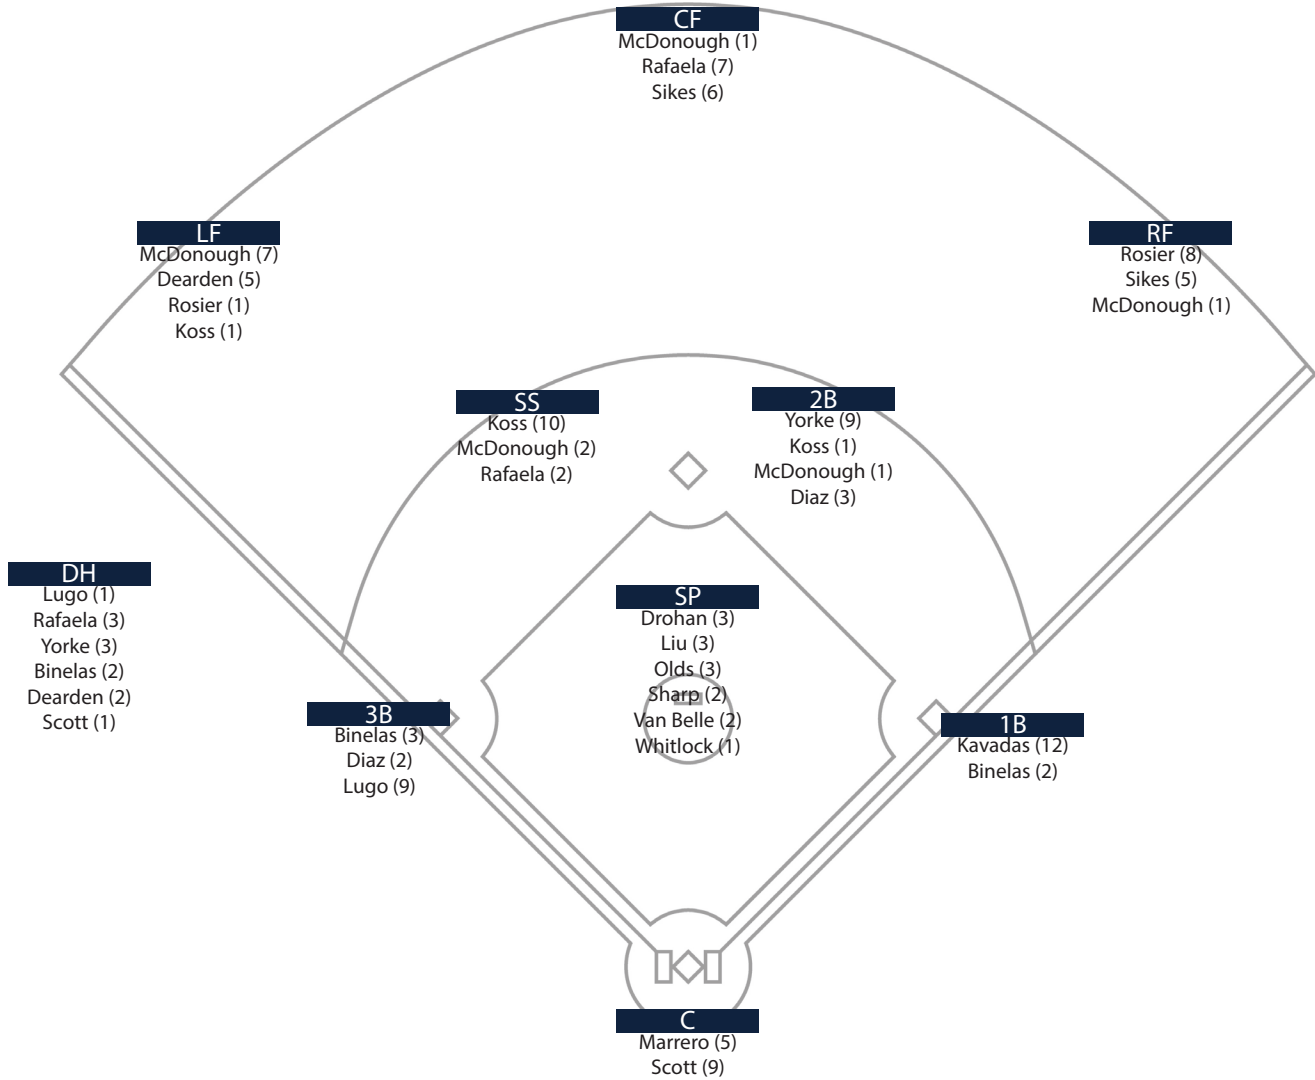 CF
McDonough (1)
Rafaela (7)
Sikes (6)
LF
McDonough (7)
Dearden (5)
Rosier (1)
Koss (1)
RF
Rosier (8)
Sikes (5)
McDonough (1)
SS
Koss (10)
McDonough (2)
Rafaela (2)
2B
Yorke (9)
Koss (1)
McDonough (1)
Diaz (3)
DH
Lugo (1)
Rafaela (3)
Yorke (3)
Binelas (2)
Dearden (2)
Scott (1)
SP
Drohan (3)
Liu (3)
Olds (3)
Sharp (2)
Van Belle (2)
Whitlock (1)
3B
Binelas (3)
Diaz (2)
Lugo (9)
1B
Kavadas (12)
Binelas (2)
C
Marrero (5)
Scott (9)